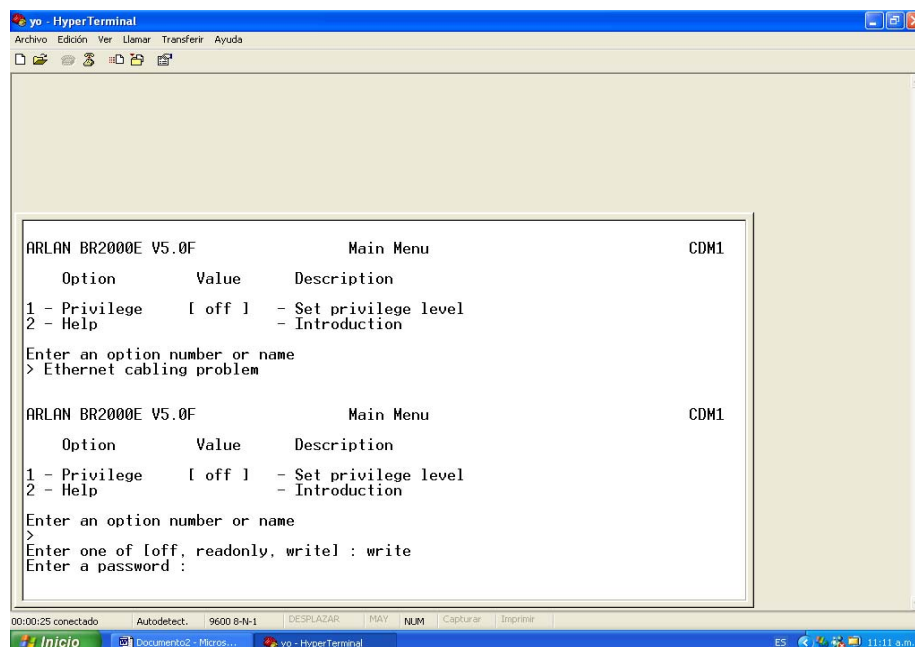 yo - HyperTerminal
Archivo Edición Ver Llamar Transferir Ayuda
ARLAN BR2000E V5.0F Main Menu CDM1
Option Value Description
1 - Privilege [ off ] - Set privilege level
2 - Help - Introduction
Enter an option number or name
> Ethernet cabling problem
ARLAN BR2000E V5.0F Main Menu CDM1
Option Value Description
1 - Privilege [ off ] - Set privilege level
2 - Help - Introduction
Enter an option number or name
>
Enter one of [off, readonly, write] : write
Enter a password :
00:00:25 conectado Autodetect. 9600 8-N-1 DESPLAZAR MAY NUM Capturar Imprimir
Inicio Documento2 - Micros... yo - HyperTerminal ES 11:11 a.m.